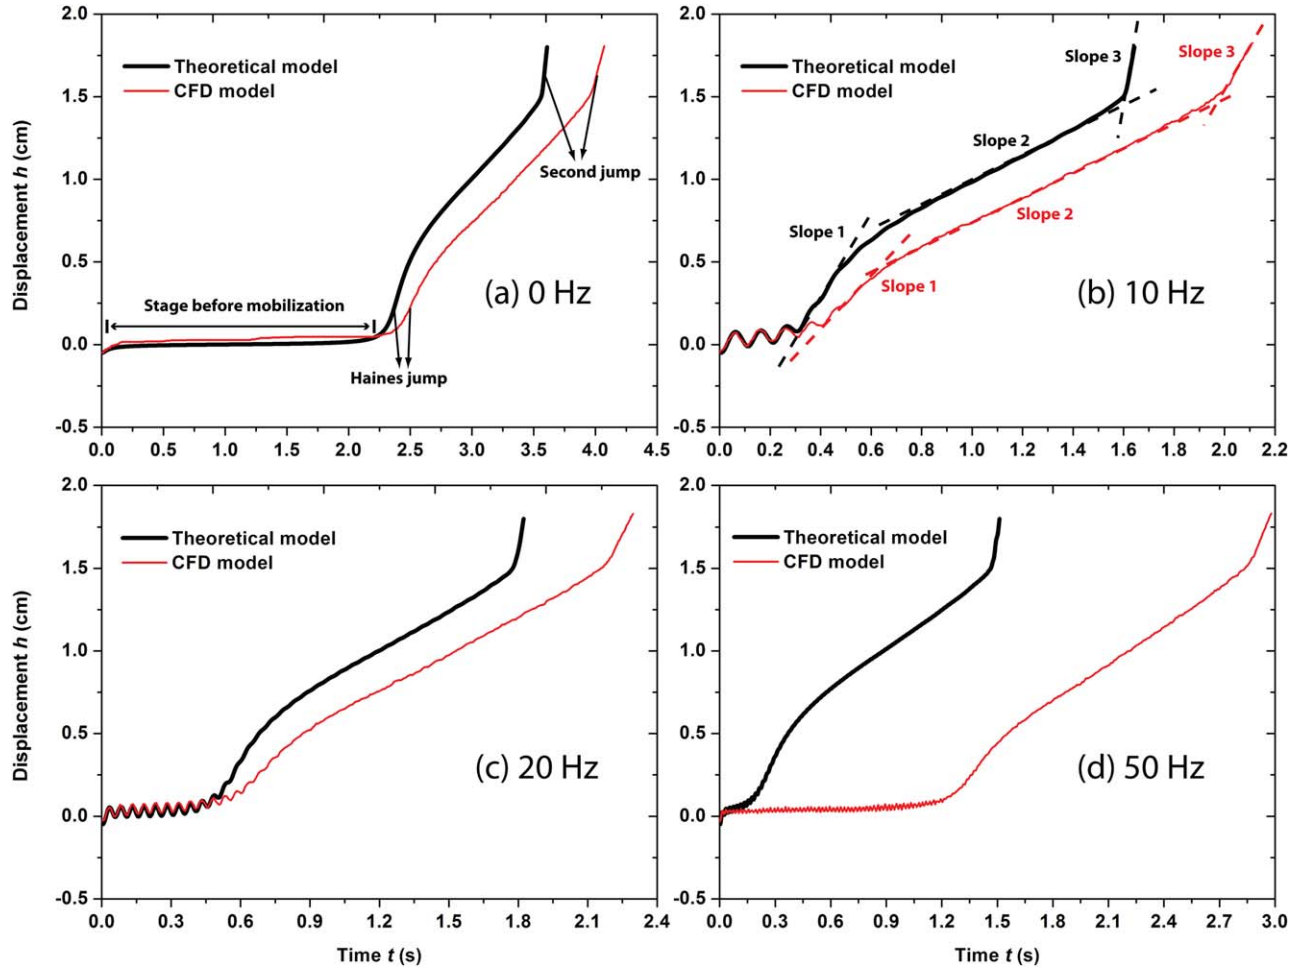 2.0
1.5
1.0
0.5
0.0
-0.5
Displacement h (cm)
Theoretical model
CFD model
Second jump
(a) 0 Hz
Stage before mobilization
Haines jump
0.0 0.5 1.0 1.5 2.0 2.5 3.0 3.5 4.0 4.5
2.0
1.5
1.0
0.5
0.0
-0.5
Theoretical model
CFD model
Slope 3
Slope 3
Slope 2
Slope 2
Slope 1
Slope 1
(b) 10 Hz
0.0 0.2 0.4 0.6 0.8 1.0 1.2 1.4 1.6 1.8 2.0 2.2
2.0
1.5
1.0
0.5
0.0
-0.5
Displacement h (cm)
Theoretical model
CFD model
(c) 20 Hz
0.0 0.3 0.6 0.9 1.2 1.5 1.8 2.1 2.4
Time t (s)
2.0
1.5
1.0
0.5
0.0
-0.5
Theoretical model
CFD model
(d) 50 Hz
0.0 0.3 0.6 0.9 1.2 1.5 1.8 2.1 2.4 2.7 3.0
Time t (s)